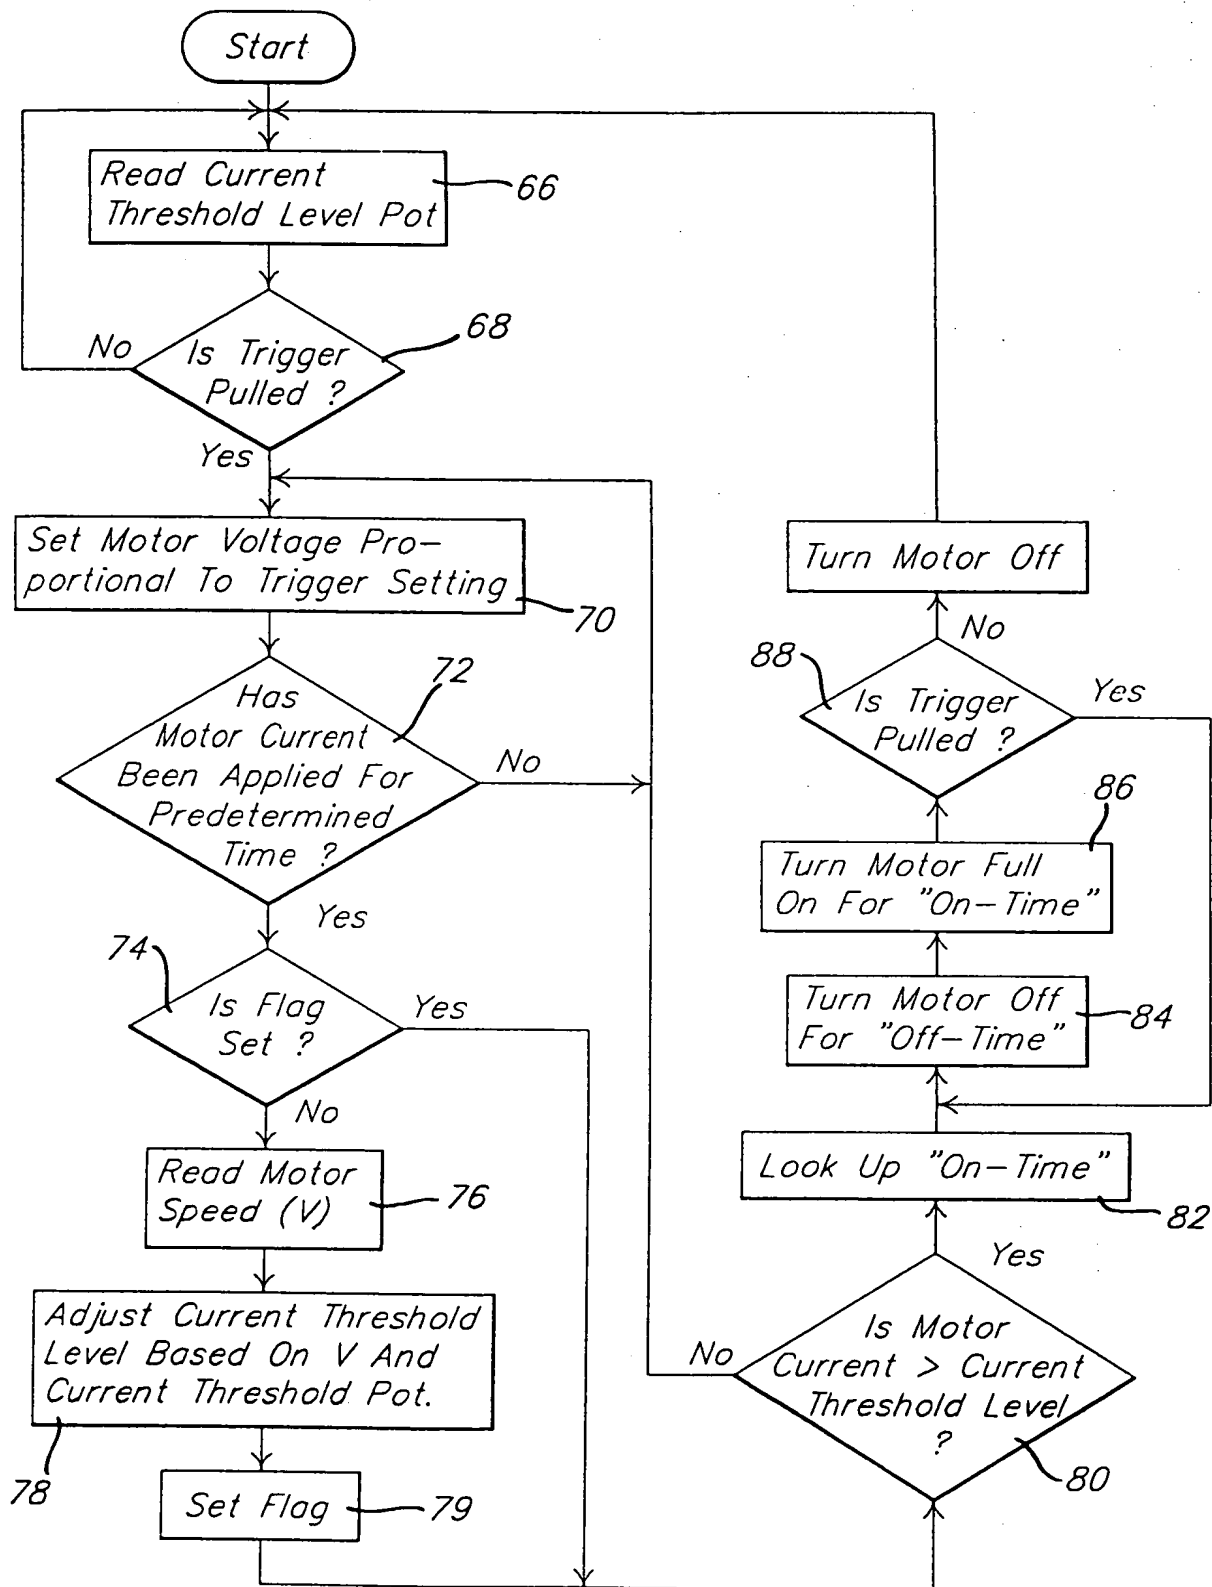 Start
Read Current
Threshold Level Pot
66
Is Trigger
Pulled ?
68
No
Yes
Set Motor Voltage Pro-
portional To Trigger Setting
70
Has
Motor Current
Been Applied For
Predetermined
Time ?
72
No
Yes
74
Is Flag
Set ?
Yes
No
Read Motor
Speed (V)
76
Adjust Current Threshold
Level Based On V And
Current Threshold Pot.
78
Set Flag
79
Turn Motor Off
No
88
Is Trigger
Pulled ?
Yes
86
Turn Motor Full
On For "On-Time"
Turn Motor Off
For "Off-Time"
84
Look Up "On-Time"
82
Yes
No
Is Motor
Current > Current
Threshold Level
?
80